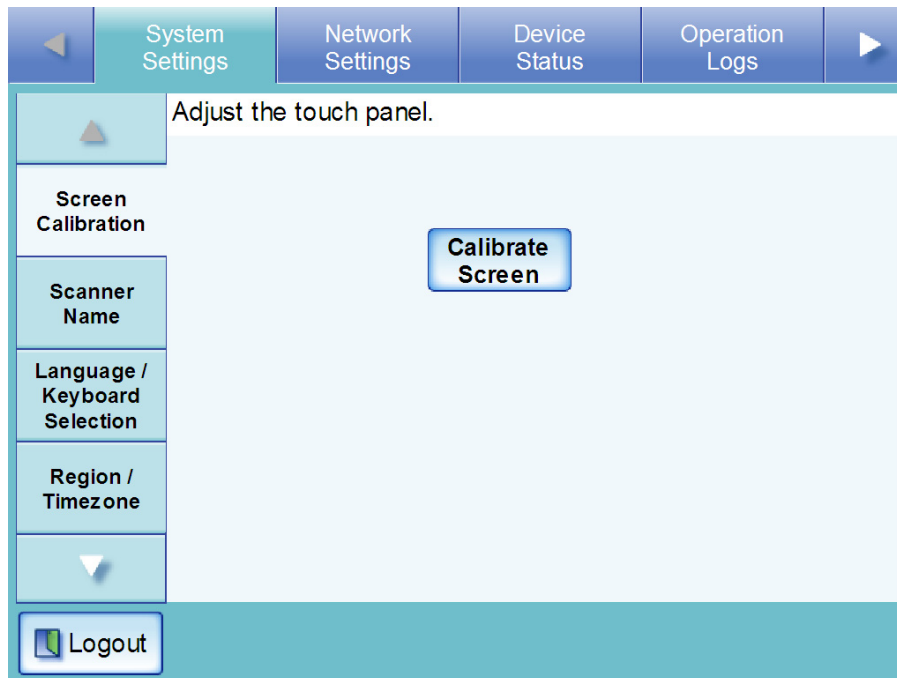 System
Settings
Network
Settings
Device
Status
Operation
Logs
Adjust the touch panel.
Screen
Calibration
Calibrate
Screen
Scanner
Name
Language /
Keyboard
Selection
Region /
Timezone
Logout